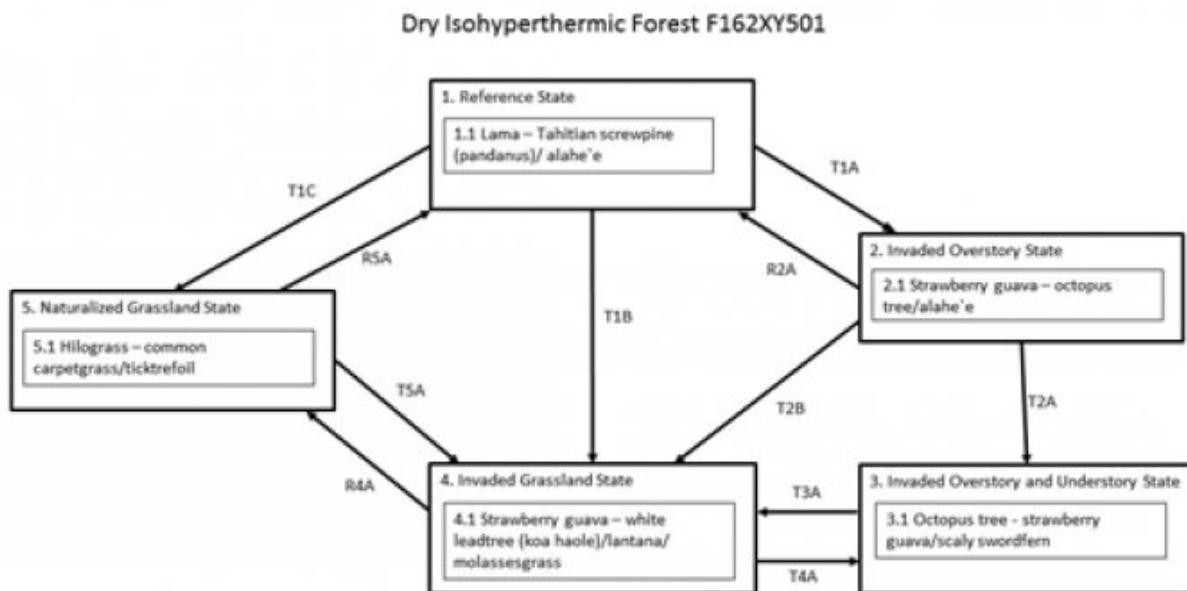 Dry Isohyperthermic Forest F162XY501
1. Reference State
1.1 Lama – Tahitian screwpine
(pandanus)/ alahe`e
T1C
T1A
R5A
R2A
T1B
2. Invaded Overstory State
2.1 Strawberry guava – octopus
tree/alahe`e
5. Naturalized Grassland State
5.1 Hilograss – common
carpetgrass/ticktrefoil
T5A
T2B
T2A
R4A
4. Invaded Grassland State
4.1 Strawberry guava – white
leadtree (koa haole)/lantana/
molassesgrass
T3A
T4A
3. Invaded Overstory and Understory State
3.1 Octopus tree - strawberry
guava/scaly swordfern